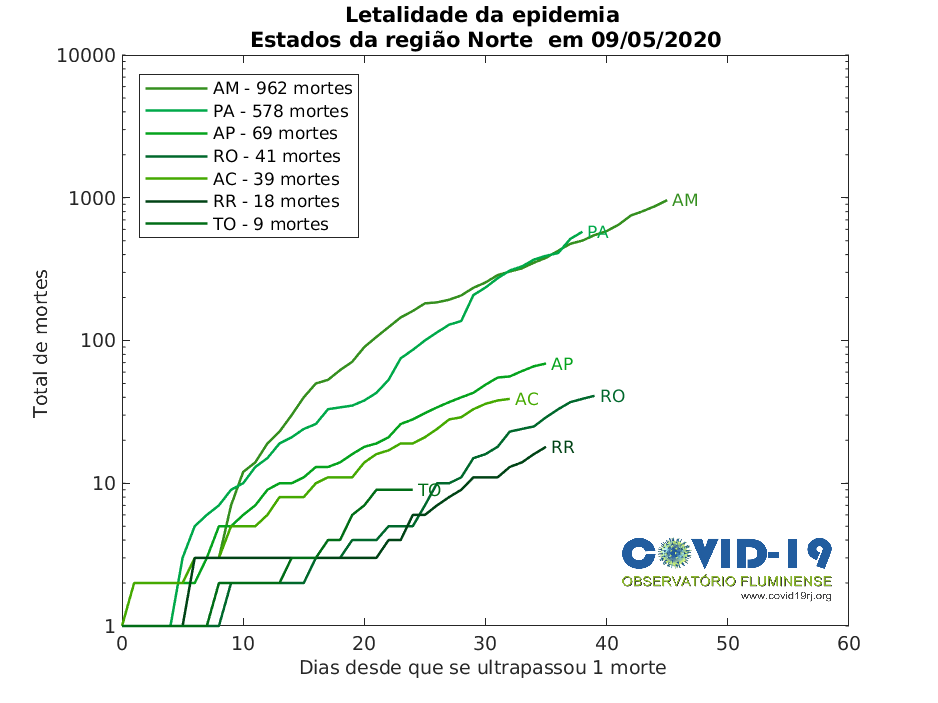 Letalidade da epidemia
Estados da região Norte  em 09/05/2020
10000
1000
100
10
1
Total de mortes
AM - 962 mortes
PA - 578 mortes
AP - 69 mortes
RO - 41 mortes
AC - 39 mortes
RR - 18 mortes
TO - 9 mortes
AM
PA
AP
RO
AC
RR
TO
COVID-19
OBSERVATÓRIO FLUMINENSE
www.covid19rj.org
0 10 20 30 40 50 60
Dias desde que se ultrapassou 1 morte